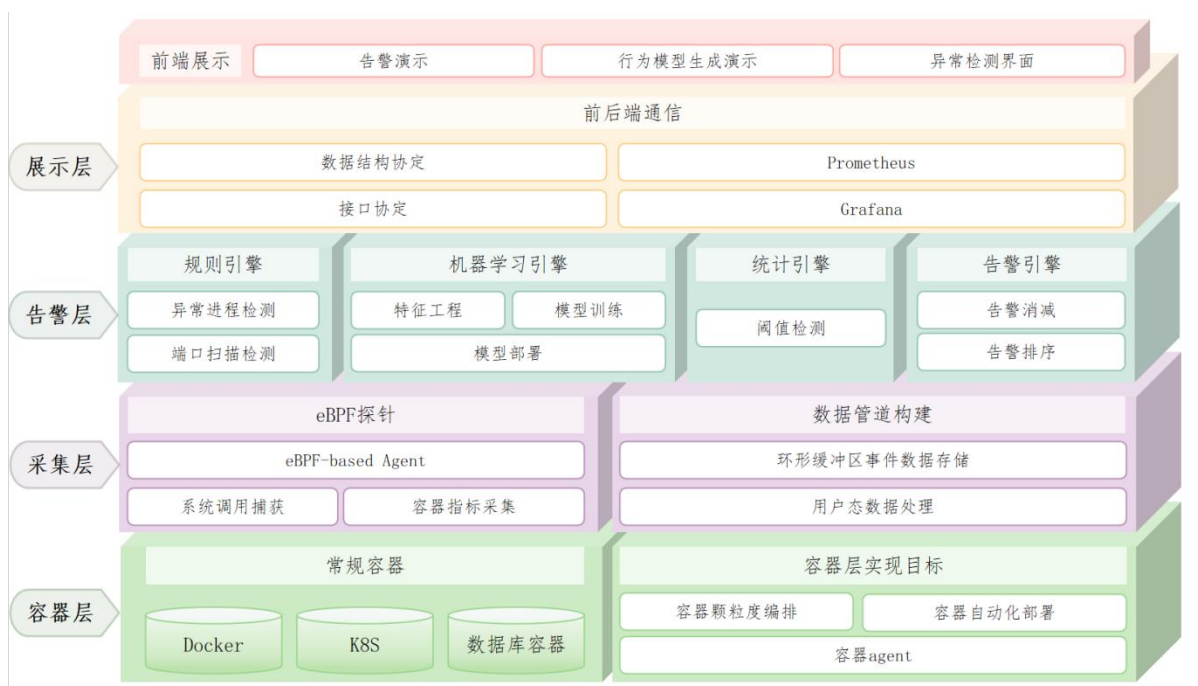 前端展示
告警演示
行为模型生成演示
异常检测界面
展示层
前后端通信
数据结构协定
Prometheus
接口协定
Grafana
告警层
规则引擎
异常进程检测
端口扫描检测
机器学习引擎
特征工程
模型训练
模型部署
统计引擎
阈值检测
告警引擎
告警消减
告警排序
采集层
eBPF探针
eBPF-based Agent
系统调用捕获
容器指标采集
数据管道构建
环形缓冲区事件数据存储
用户态数据处理
容器层
常规容器
Docker
K8S
数据库容器
容器层实现目标
容器颗粒度编排
容器自动化部署
容器agent